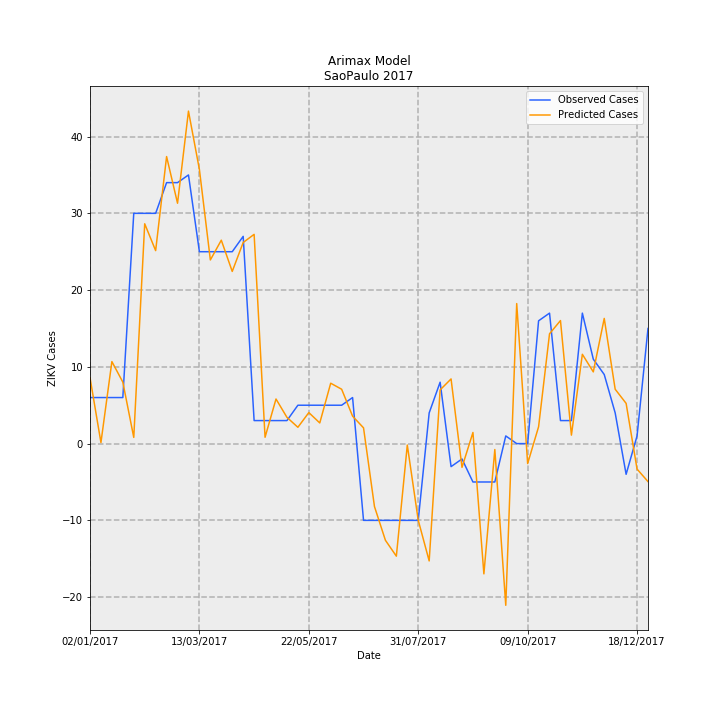 Arimax Model
SaoPaulo 2017
Observed Cases
Predicted Cases
40
30
20
10
0
−10
−20
ZIKV Cases
02/01/2017 13/03/2017 22/05/2017 31/07/2017 09/10/2017 18/12/2017
Date